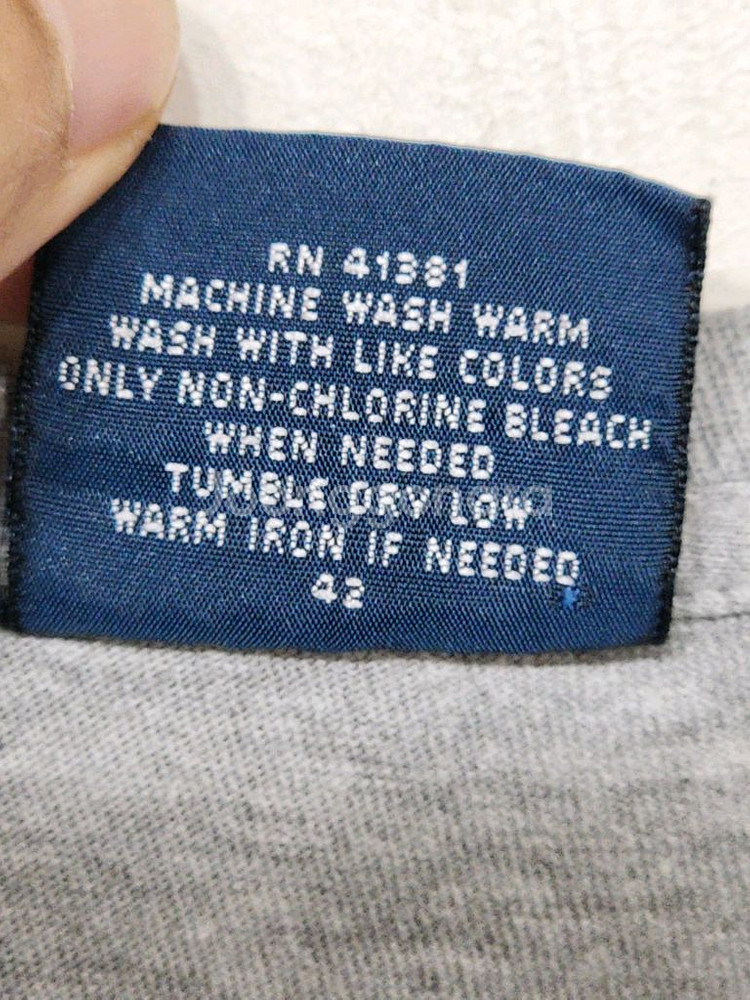 RN 41381
MACHINE WASH WARM
WASH WITH LIKE COLORS
ONLY NON-CHLORINE BLEACH
WHEN NEEDED
TUMBLE DRY LOW
WARM IRON IF NEEDED
42